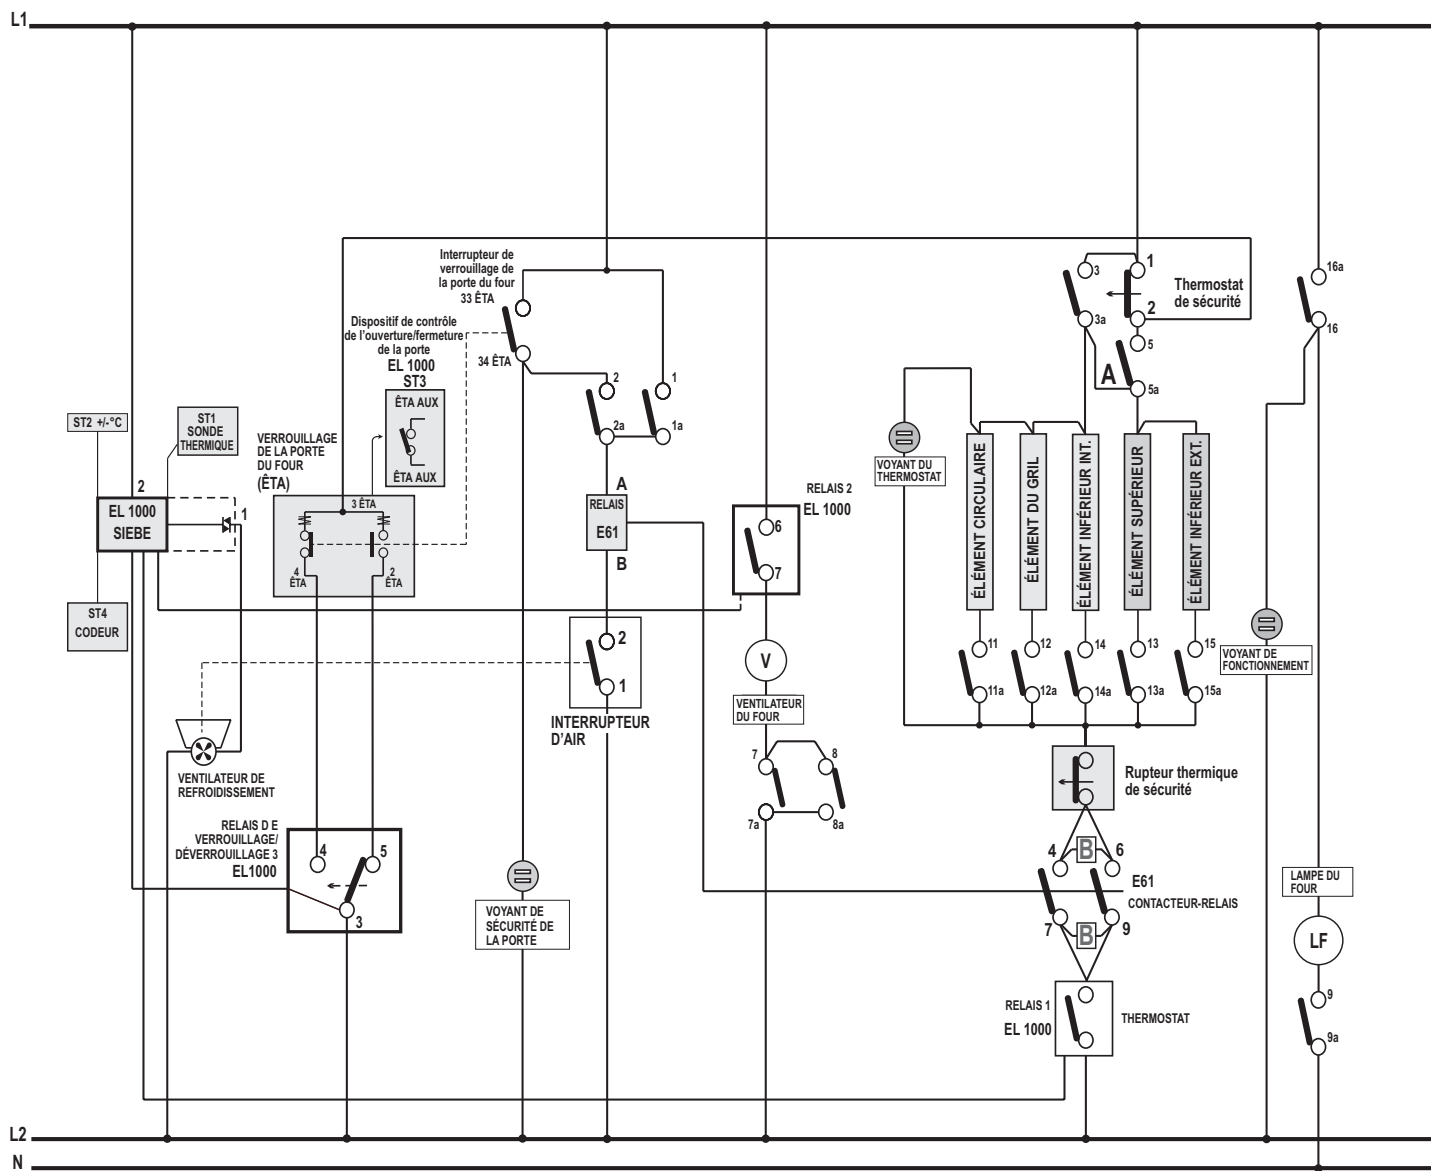 L1
Interrupteur de
verrouillage de
la porte du four
33 ÊTA
Dispositif de contrôle
de l'ouverture/fermeture
de la porte
EL 1000
ST3
34 ÊTA
ÊTA AUX
ÊTA AUX
3
1
2
3a
5
A
5a
Thermostat
de sécurité
16a
16
ST2 +/-°C
ST1
SONDE
THERMIQUE
VERROUILLAGE
DE LA PORTE
DU FOUR
(ÊTA)
2
1
2a
1a
2
EL 1000
SIEBE
1
3 ÊTA
4
ÊTA
2
ÊTA
A
RELAIS
E61
B
RELAIS 2
EL 1000
6
7
VOYANT DU
THERMOSTAT
ÉLÉMENT CIRCULAIRE
ÉLÉMENT DU GRIL
ÉLÉMENT INFÉRIEUR INT.
ÉLÉMENT SUPÉRIEUR
ÉLÉMENT INFÉRIEUR EXT.
ST4
CODEUR
2
1
INTERRUPTEUR
D'AIR
V
VENTILATEUR
DU FOUR
11
12
14
13
15
11a
12a
14a
13a
15a
VOYANT DE
FONCTIONNEMENT
VENTILATEUR DE
REFROIDISSEMENT
7
8
7a
8a
Rupteur thermique
de sécurité
RELAIS D E
VERROUILLAGE/
DÉVERROUILLAGE 3
EL1000
4
5
3
VOYANT DE
SÉCURITÉ DE
LA PORTE
4
B
6
E61
CONTACTEUR-RELAIS
7
B
9
LAMPE DU
FOUR
LF
RELAIS 1
EL 1000
THERMOSTAT
9
9a
L2
N